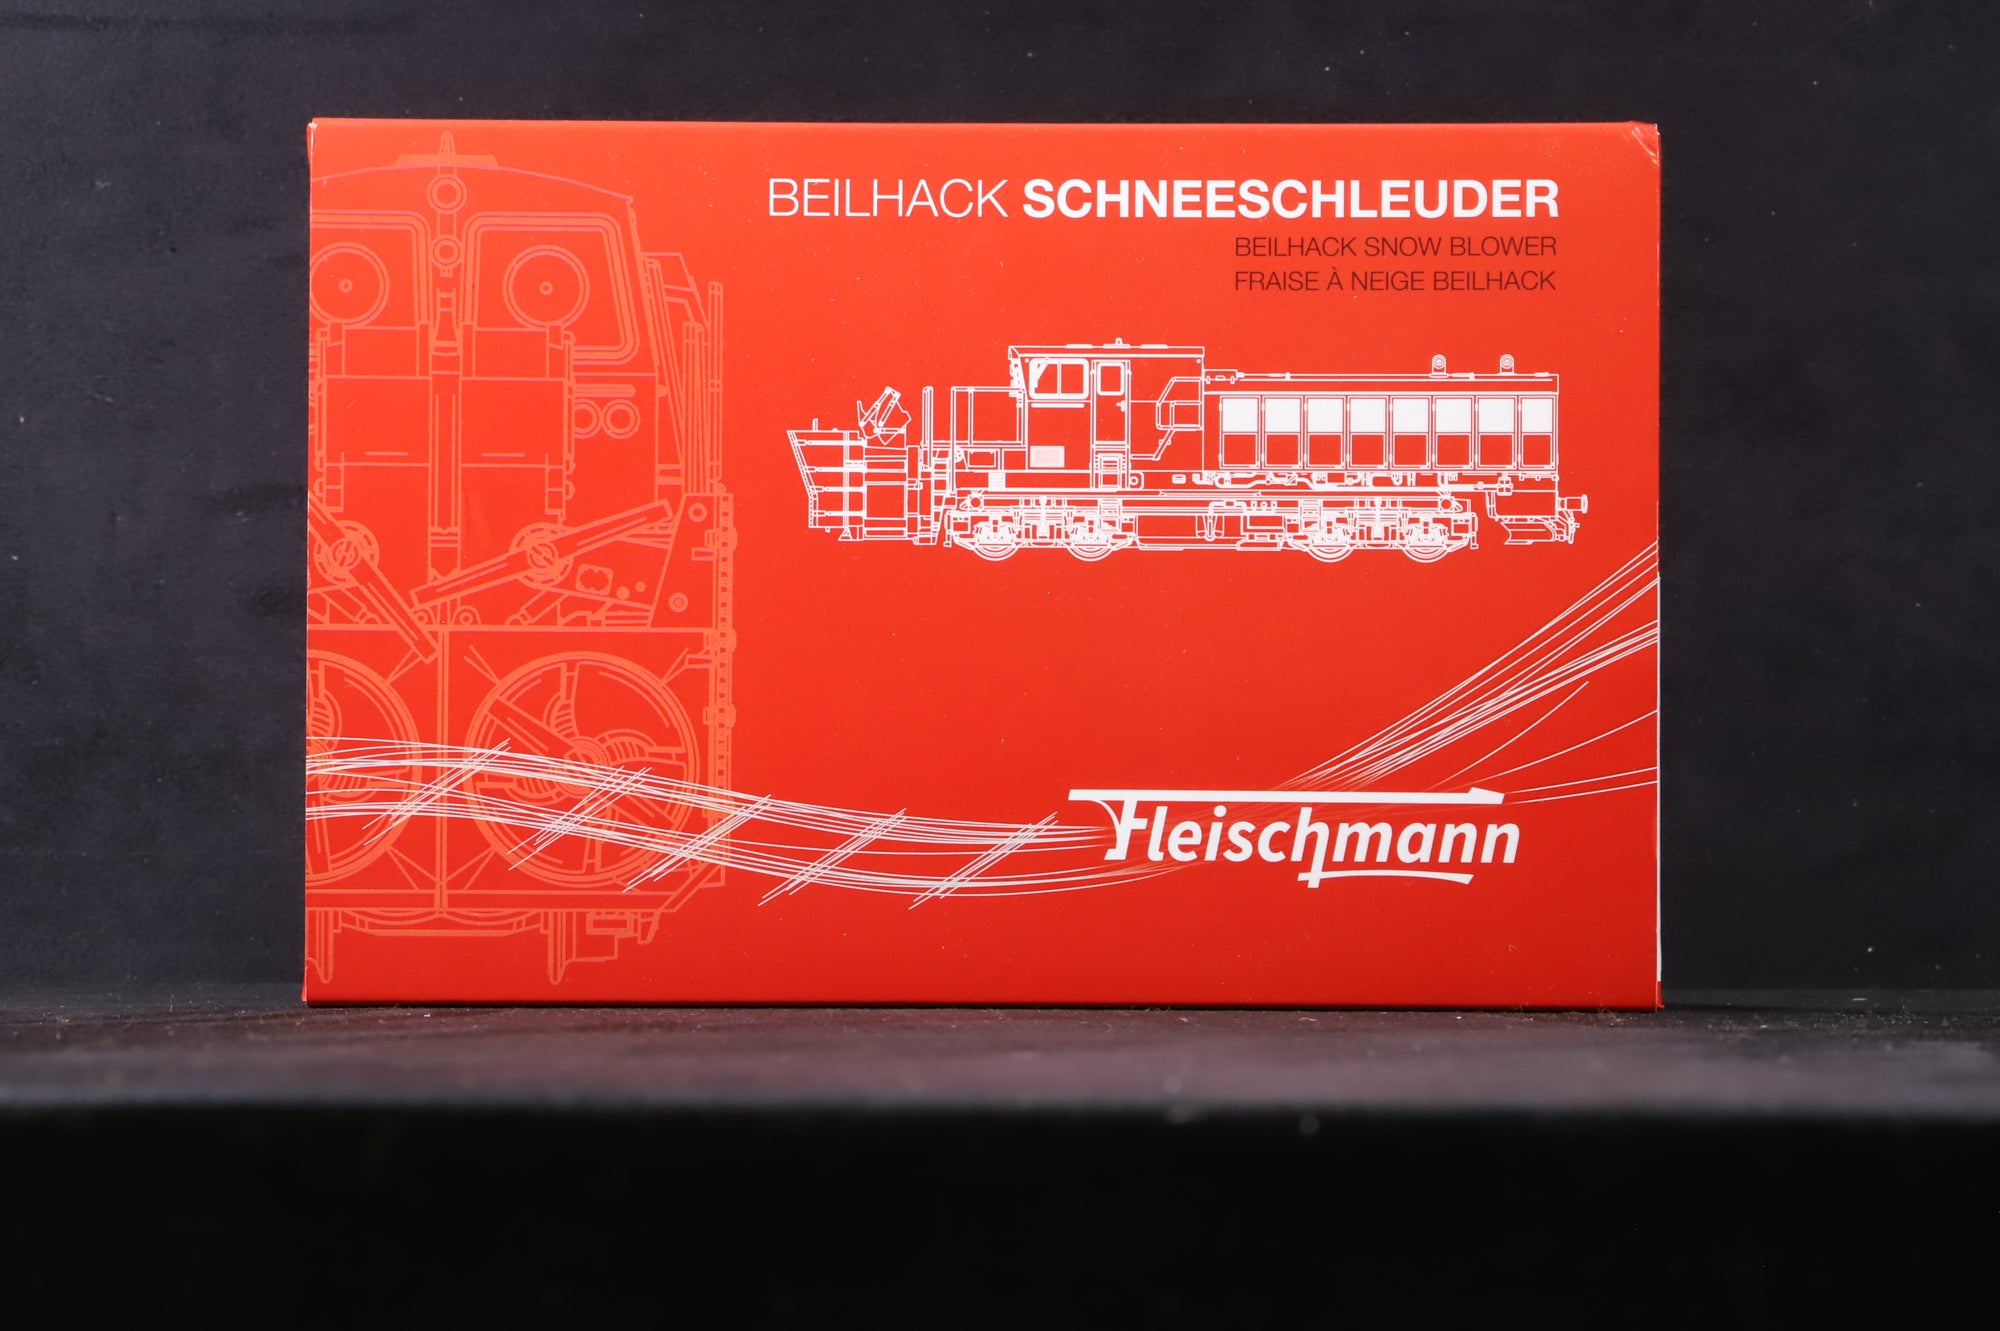 BEILHACK SCHNEESCHLEUDER
BEILHACK SNOW BLOWER
FRAISE À NEIGE BEILHACK
Fleischmann